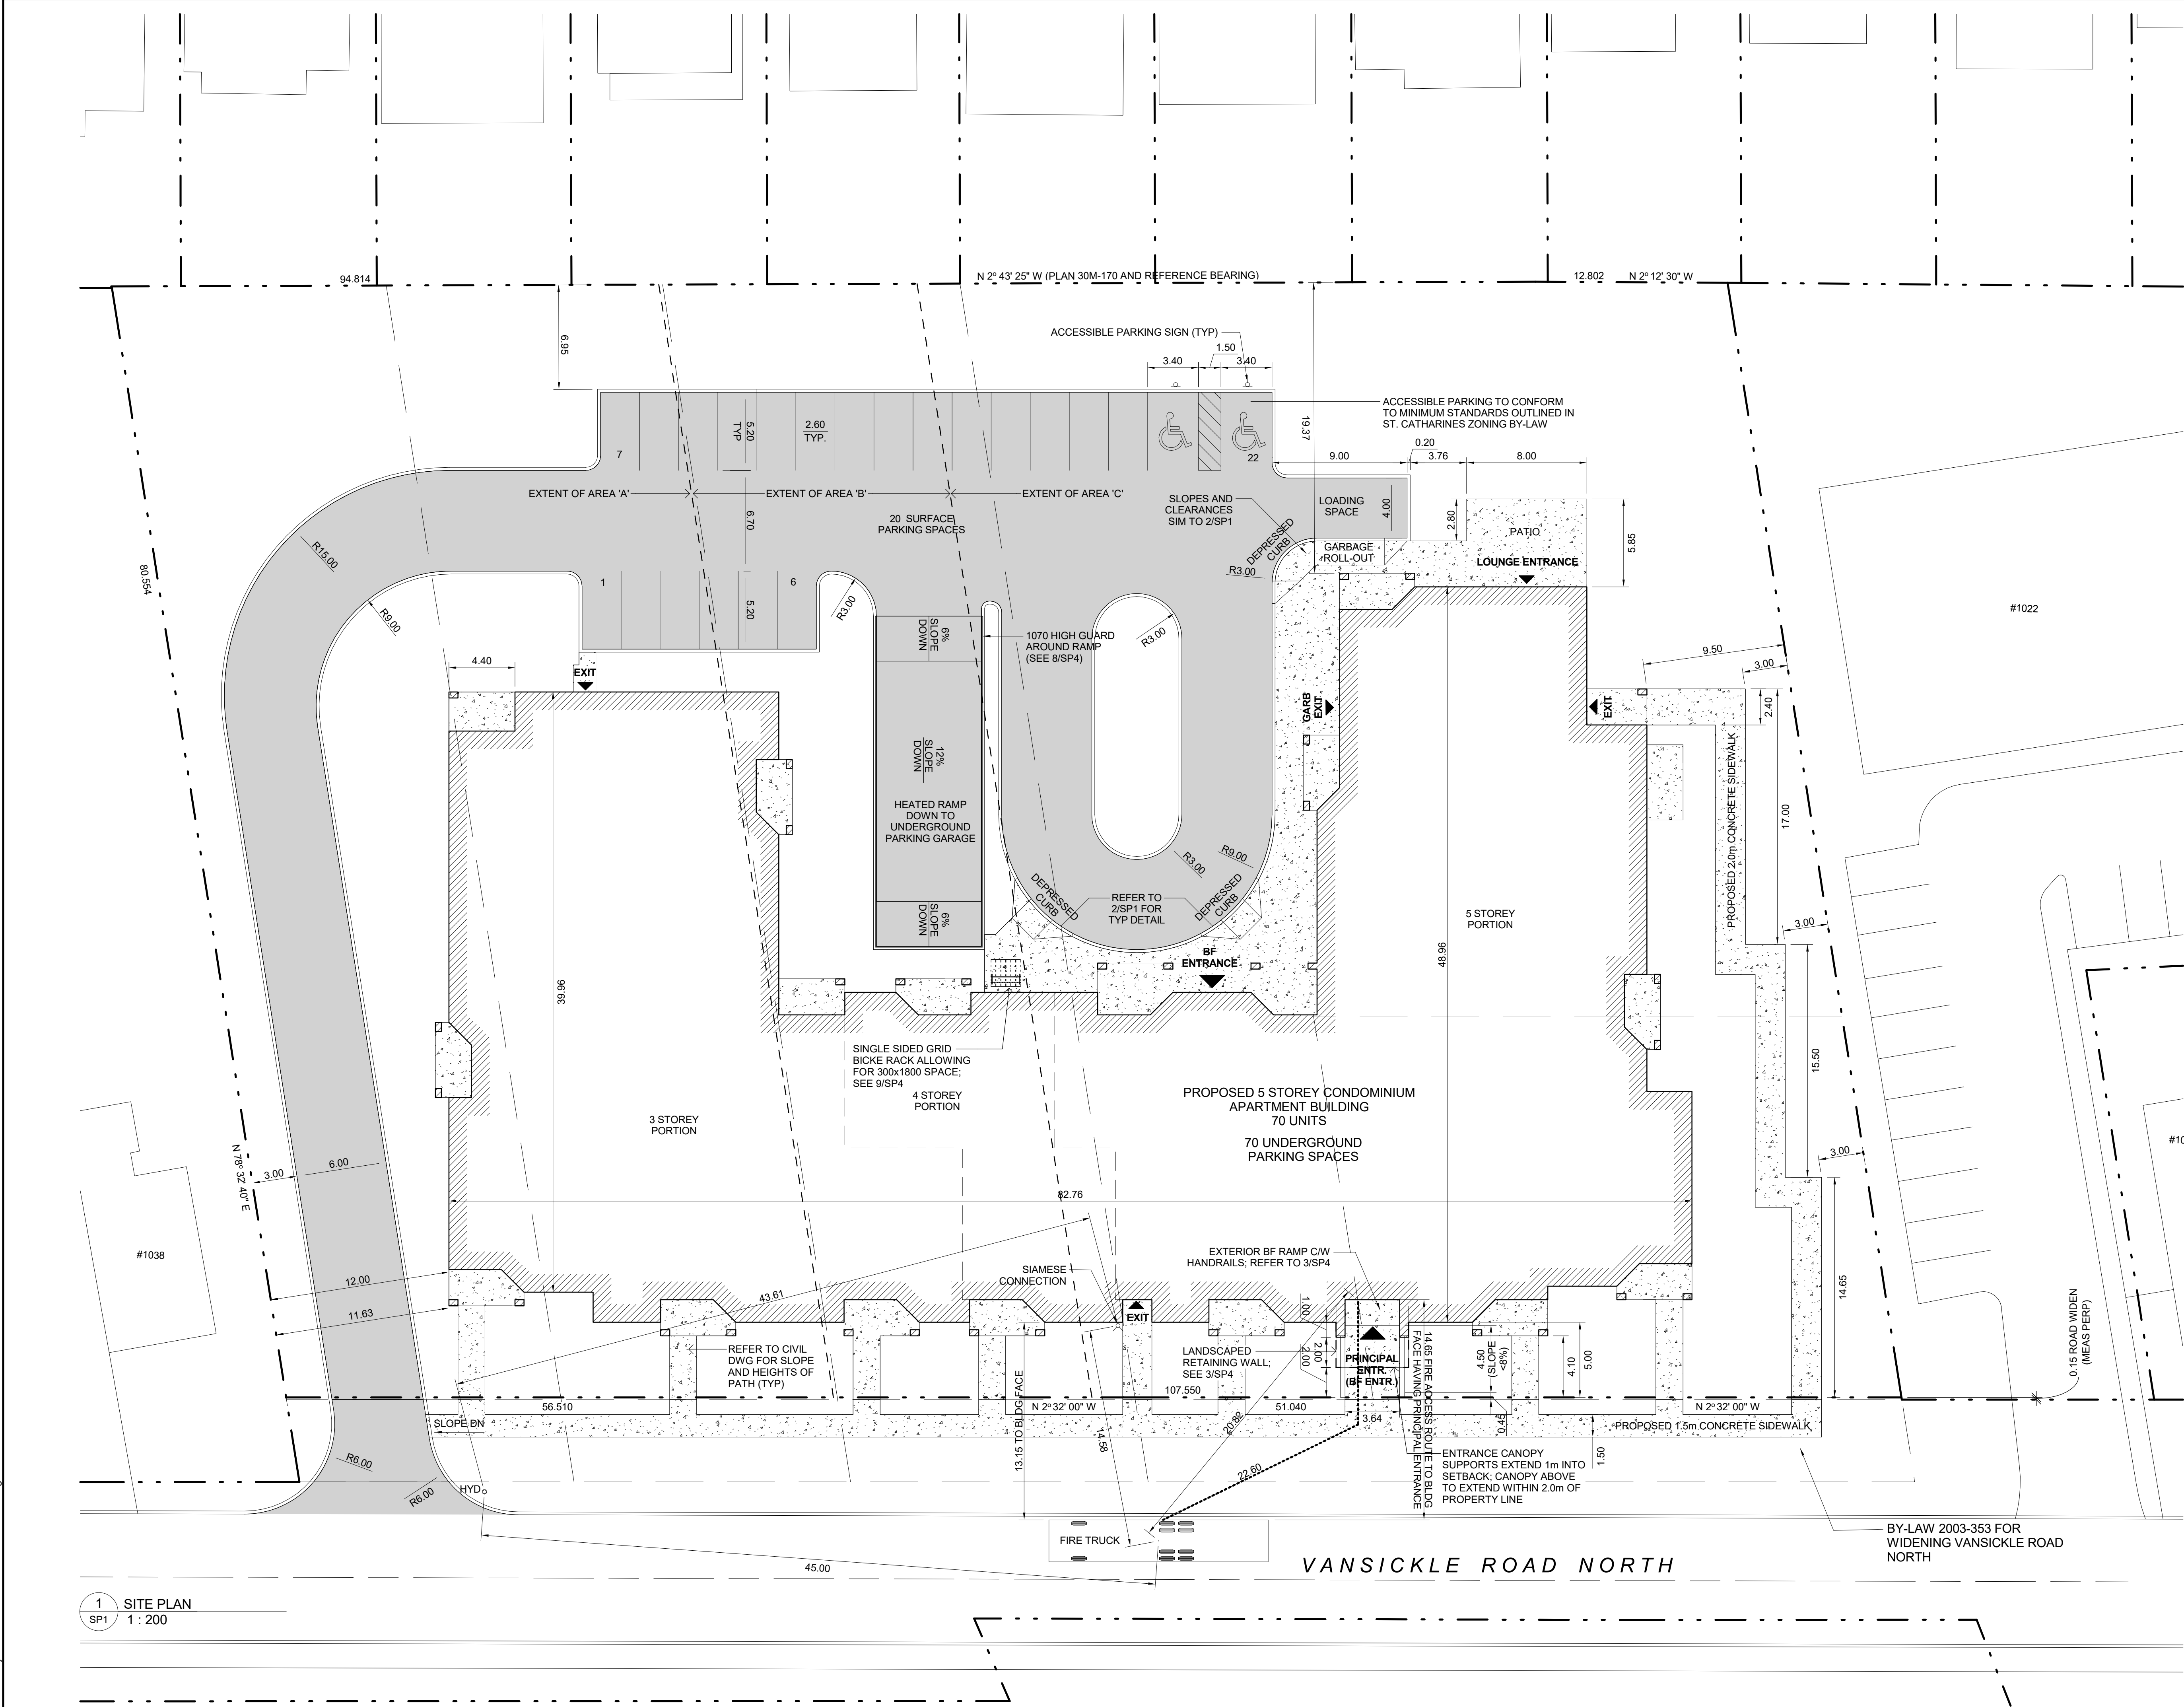 94.814
N 2º 43' 25" W (PLAN 30M-170 AND REFERENCE BEARING)
12.802
N 2º 12' 30" W
6.95
ACCESSIBLE PARKING SIGN (TYP)
1.50
3.40
3.40
19.37
ACCESSIBLE PARKING TO CONFORM
TO MINIMUM STANDARDS OUTLINED IN
ST. CATHARINES ZONING BY-LAW
5.20
TYP
2.60
TYP.
7
22
9.00
0.20
3.76
8.00
EXTENT OF AREA 'A'
EXTENT OF AREA 'B'
EXTENT OF AREA 'C'
6.70
20 SURFACE
PARKING SPACES
SLOPES AND
CLEARANCES
SIM TO 2/SP1
LOADING
SPACE
4.00
2.80
PATIO
5.85
DEPRESSED
CURB
GARBAGE
ROLL-OUT
LOUNGE ENTRANCE
R15.00
80.554
R3.00
1
6
5.20
R9.00
R3.00
R3.00
#1022
6%
SLOPE
DOWN
1070 HIGH GUARD
AROUND RAMP
(SEE 8/SP4)
4.40
EXIT
9.50
3.00
GARB
EXIT
EXIT
2.40
12%
SLOPE
DOWN
PROPOSED 2.0m CONCRETE SIDEWALK
17.00
HEATED RAMP
DOWN TO
UNDERGROUND
PARKING GARAGE
R3.00
R9.00
DEPRESSED
CURB
REFER TO
2/SP1 FOR
TYP DETAIL
DEPRESSED
CURB
6%
SLOPE
DOWN
5 STOREY
PORTION
3.00
BF
ENTRANCE
48.96
39.96
SINGLE SIDED GRID
BICKE RACK ALLOWING
FOR 300x1800 SPACE;
SEE 9/SP4
15.50
4 STOREY
PORTION
PROPOSED 5 STOREY CONDOMINIUM
APARTMENT BUILDING
70 UNITS
70 UNDERGROUND
PARKING SPACES
3 STOREY
PORTION
#10
N 78º 32' 40" E
3.00
6.00
3.00
82.76
#1038
EXTERIOR BF RAMP C/W
HANDRAILS; REFER TO 3/SP4
SIAMESE
CONNECTION
12.00
11.63
43.61
14.65
0.15 ROAD WIDEN
(MEAS PERP)
EXIT
1.00
2.00
2.00
REFER TO CIVIL
DWG FOR SLOPE
AND HEIGHTS OF
PATH (TYP)
LANDSCAPED
RETAINING WALL;
SEE 3/SP4
PRINCIPAL
ENTR.
(BF ENTR.)
14.65 FIRE ACCESS ROUTE TO BLDG
FACE HAVING PRINCIPAL ENTRANCE
4.50
(SLOPE
<8%)
4.10
5.00
13.15 TO BLDG FACE
107.550
56.510
N 2º 32' 00" W
51.040
3.64
0.45
N 2º 32' 00" W
SLOPE DN
PROPOSED 1.5m CONCRETE SIDEWALK
14.58
20.82
22.60
1.50
R6.00
R6.00
HYD
ENTRANCE CANOPY
SUPPORTS EXTEND 1m INTO
SETBACK; CANOPY ABOVE
TO EXTEND WITHIN 2.0m OF
PROPERTY LINE
FIRE TRUCK
45.00
VANSICKLE ROAD NORTH
BY-LAW 2003-353 FOR
WIDENING VANSICKLE ROAD
NORTH
1
SP1
SITE PLAN
1 : 200